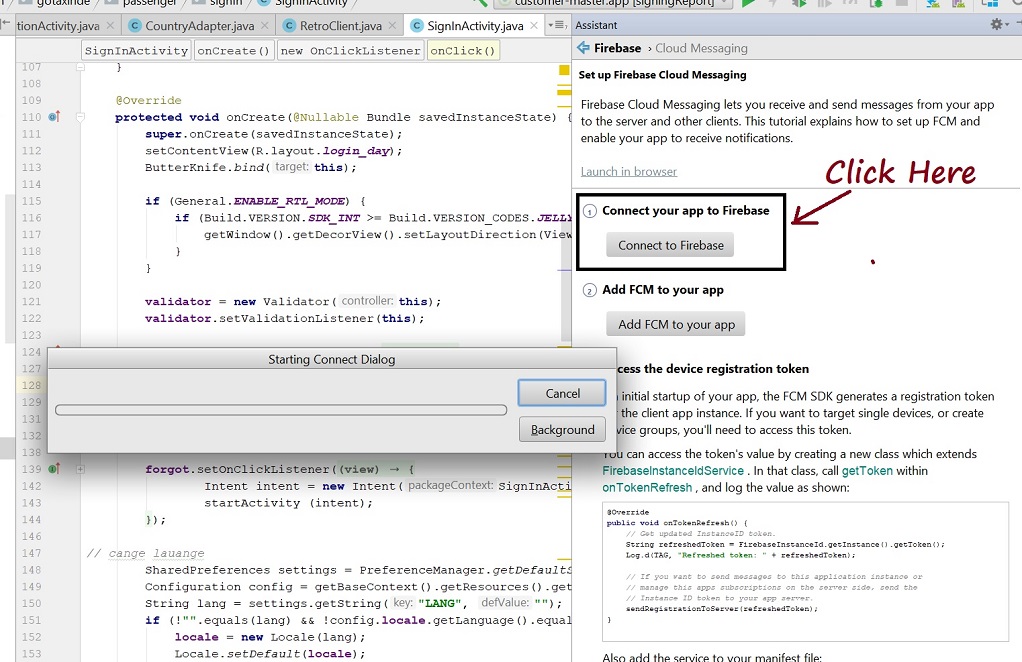 gotaxinde
passenger
signin
SignInActivity
customer-master.app [signingReport]
tionActivity.java
CountryAdapter.java
RetroClient.java
SignInActivity.java
SignInActivity onCreate() new OnClickListener onClick()
107 }
108
109 @Override
110 protected void onCreate(@Nullable Bundle savedInstanceState) {
111 super.onCreate(savedInstanceState);
112 setContentView(R.layout.login_day);
113 ButterKnife.bind( target: this);
114
115 if (General.ENABLE_RTL_MODE) {
116 if (Build.VERSION.SDK_INT >= Build.VERSION_CODES.JELLY
117 getWindow().getDecorView().setLayoutDirection(View
118 }
119 }
120
121 validator = new Validator( controller: this);
122 validator.setValidationListener(this);
123
124
127
128
129
131
132
138
139 forgot.setOnClickListener((view) → {
142 Intent intent = new Intent( packageContext: SignInActi
143 startActivity (intent);
144 });
146
147 // cange lauange
148 SharedPreferences settings = PreferenceManager.getDefaultS
149 Configuration config = getBaseContext().getResources().get
150 String lang = settings.getString( key: "LANG", defValue: "");
151 if (!"".equals(lang) && !config.locale.getLanguage().equal
152 locale = new Locale(lang);
153 Locale.setDefault(locale);
Starting Connect Dialog
Cancel
Background
Assistant
Firebase › Cloud Messaging
Set up Firebase Cloud Messaging
Firebase Cloud Messaging lets you receive and send messages from your app
to the server and other clients. This tutorial explains how to set up FCM and
enable your app to receive notifications.
Launch in browser
Click Here
1 Connect your app to Firebase
Connect to Firebase
2 Add FCM to your app
Add FCM to your app
cess the device registration token
initial startup of your app, the FCM SDK generates a registration token
the client app instance. If you want to target single devices, or create
vice groups, you'll need to access this token.
You can access the token's value by creating a new class which extends
FirebaseInstanceIdService . In that class, call getToken within
onTokenRefresh , and log the value as shown:
@Override
public void onTokenRefresh() {
// Get updated InstanceID token.
String refreshedToken = FirebaseInstanceId.getInstance().getToken();
Log.d(TAG, "Refreshed token: " + refreshedToken);
// If you want to send messages to this application instance or
// manage this apps subscriptions on the server side, send the
// Instance ID token to your app server.
sendRegistrationToServer(refreshedToken);
}
Also add the service to your manifest file: